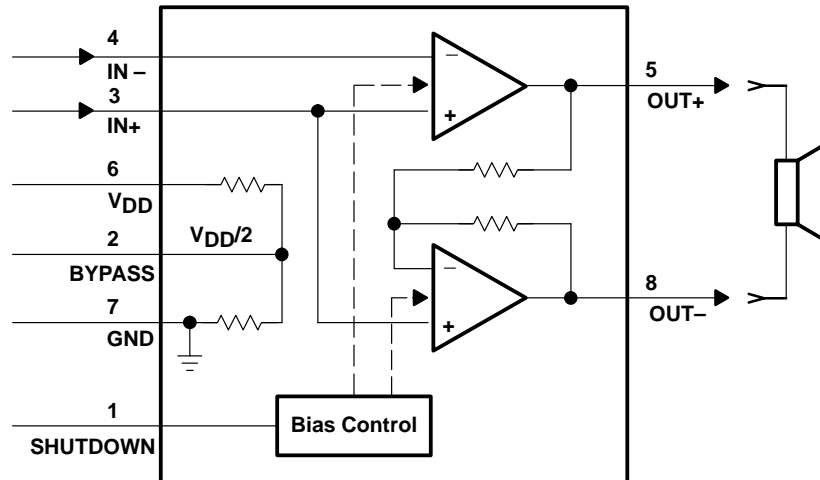 4
IN –
3
IN+
6
VDD
2
VDD/2
BYPASS
7
GND
1
SHUTDOWN
Bias Control
–
+
–
+
5
OUT+
8
OUT–